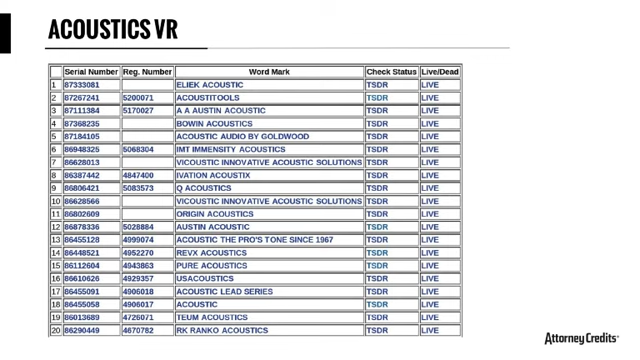 ACOUSTICS VR
Serial Number Reg. Number Word Mark Check Status Live/Dead
1 87333081 ELIEK ACOUSTIC TSDR LIVE
2 87267241 5200071 ACOUSTITOOLS TSDR LIVE
3 87111384 5170027 A A AUSTIN ACOUSTIC TSDR LIVE
4 87368235 BOWIN ACOUSTICS TSDR LIVE
5 87184105 ACOUSTIC AUDIO BY GOLDWOOD TSDR LIVE
6 86948325 5068304 IMT IMMENSITY ACOUSTICS TSDR LIVE
7 86628013 VICOUSTIC INNOVATIVE ACOUSTIC SOLUTIONS TSDR LIVE
8 86387442 4847400 IVATION ACOUSTIX TSDR LIVE
9 86806421 5083573 Q ACOUSTICS TSDR LIVE
10 86628566 VICOUSTIC INNOVATIVE ACOUSTIC SOLUTIONS TSDR LIVE
11 86802609 ORIGIN ACOUSTICS TSDR LIVE
12 86878336 5028884 AUSTIN ACOUSTIC TSDR LIVE
13 86455128 4999074 ACOUSTIC THE PRO'S TONE SINCE 1967 TSDR LIVE
14 86448521 4952270 REVX ACOUSTICS TSDR LIVE
15 86112604 4943863 PURE ACOUSTICS TSDR LIVE
16 86610626 4929357 USACOUSTICS TSDR LIVE
17 86455091 4906018 ACOUSTIC LEAD SERIES TSDR LIVE
18 86455058 4906017 ACOUSTIC TSDR LIVE
19 86013689 4726071 TEUM ACOUSTICS TSDR LIVE
20 86290449 4670782 RK RANKO ACOUSTICS TSDR LIVE
Attorney Credits